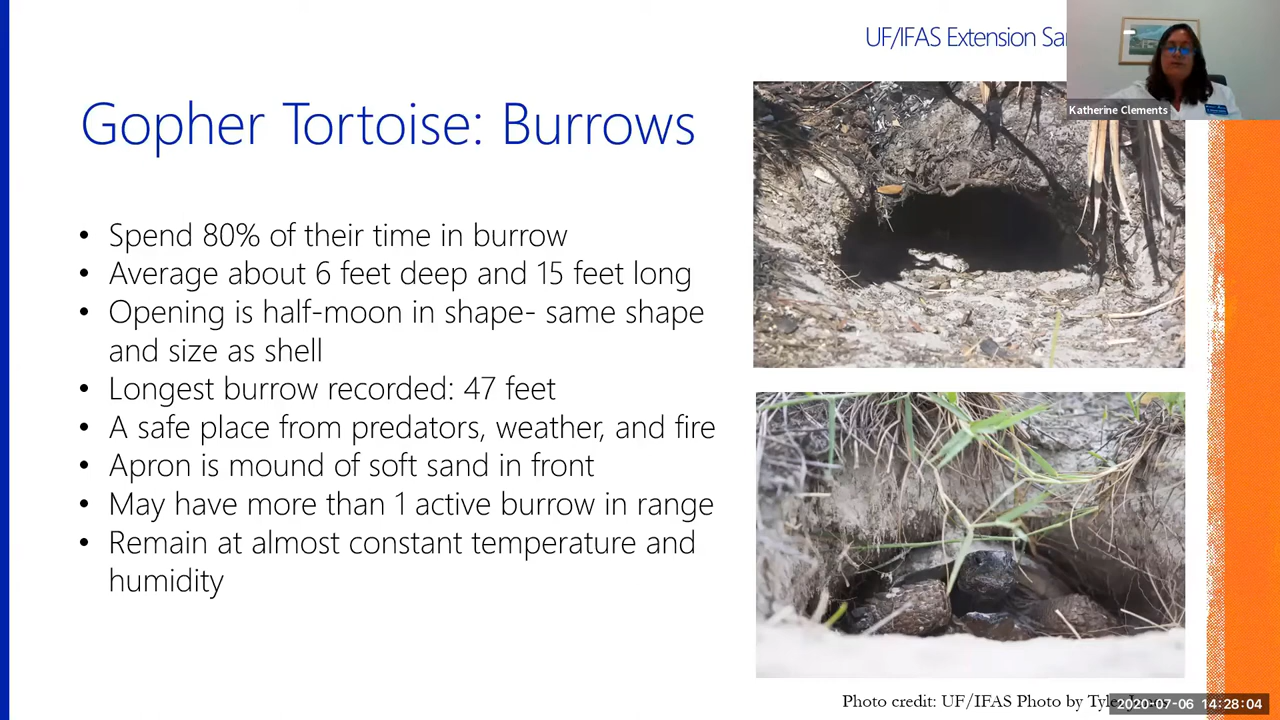 UF/IFAS Extension
Katherine Clements
Gopher Tortoise: Burrows
• Spend 80% of their time in burrow
• Average about 6 feet deep and 15 feet long
• Opening is half-moon in shape- same shape
and size as shell
• Longest burrow recorded: 47 feet
• A safe place from predators, weather, and fire
• Apron is mound of soft sand in front
• May have more than 1 active burrow in range
• Remain at almost constant temperature and
humidity
Photo credit: UF/IFAS Photo by
2020-07-06 14:28:04